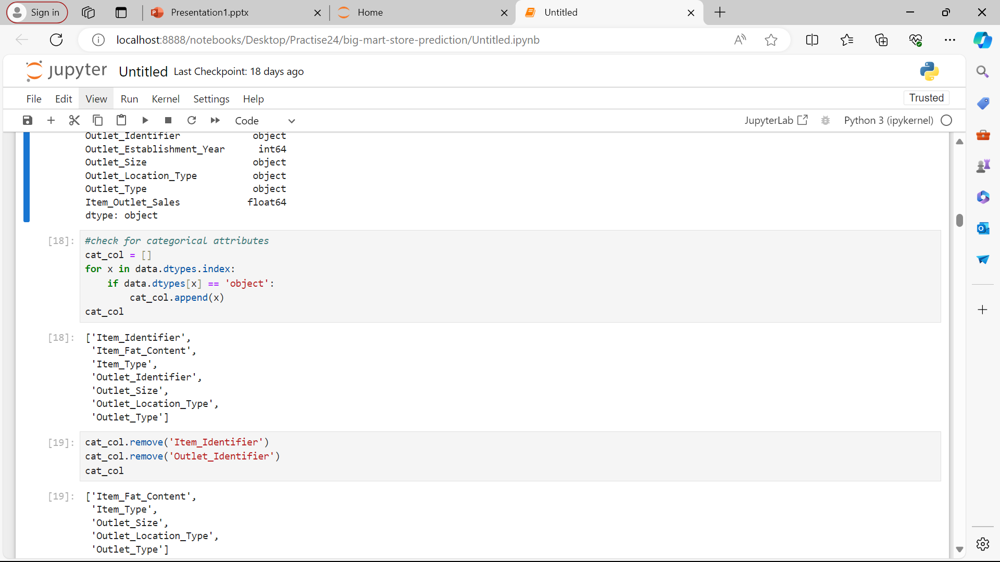 Sign in
Presentation1.pptx
Home
Untitled
localhost:8888/notebooks/Desktop/Practise24/big-mart-store-prediction/Untitled.ipynb
jupyter Untitled Last Checkpoint: 18 days ago
File Edit View Run Kernel Settings Help Trusted
Code JupyterLab Python 3 (ipykernel)
Outlet_Identifier object
Outlet_Establishment_Year int64
Outlet_Size object
Outlet_Location_Type object
Outlet_Type object
Item_Outlet_Sales float64
dtype: object
[18]: #check for categorical attributes
cat_col = []
for x in data.dtypes.index:
    if data.dtypes[x] == 'object':
        cat_col.append(x)
cat_col
[18]: ['Item_Identifier',
'Item_Fat_Content',
'Item_Type',
'Outlet_Identifier',
'Outlet_Size',
'Outlet_Location_Type',
'Outlet_Type']
[19]: cat_col.remove('Item_Identifier')
cat_col.remove('Outlet_Identifier')
cat_col
[19]: ['Item_Fat_Content',
'Item_Type',
'Outlet_Size',
'Outlet_Location_Type',
'Outlet_Type']